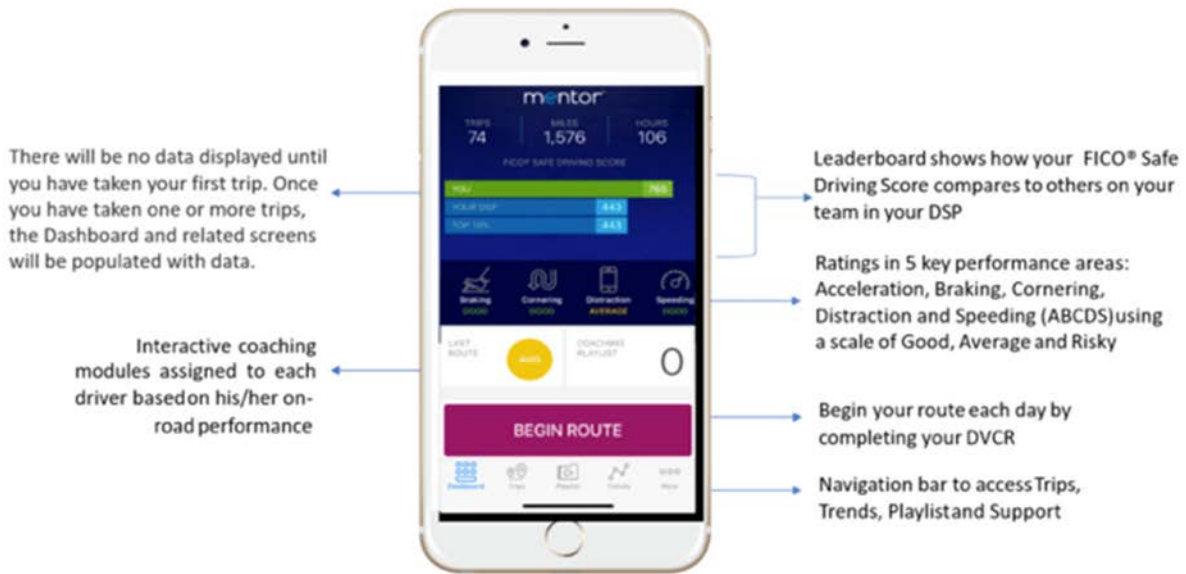 There will be no data displayed until
you have taken your first trip. Once
you have taken one or more trips,
the Dashboard and related screens
will be populated with data.
Interactive coaching
modules assigned to each
driver based on his/her on-
road performance
mentor
TRIPS
MILES
HOURS
74
1,576
106
FICO® SAFE DRIVING SCORE
YOU
765
YOUR DSP
443
TOP 10%
443
Braking
Cornering
Distraction
Speeding
GOOD
GOOD
AVERAGE
GOOD
LAST
ROUTE
COACHING
PLAYLIST
0
BEGIN ROUTE
Dashboard
Trips
Playlist
Trends
More
Leaderboard shows how your FICO® Safe
Driving Score compares to others on your
team in your DSP
Ratings in 5 key performance areas:
Acceleration, Braking, Cornering,
Distraction and Speeding (ABCDS) using
a scale of Good, Average and Risky
Begin your route each day by
completing your DVCR
Navigation bar to access Trips,
Trends, Playlist and Support